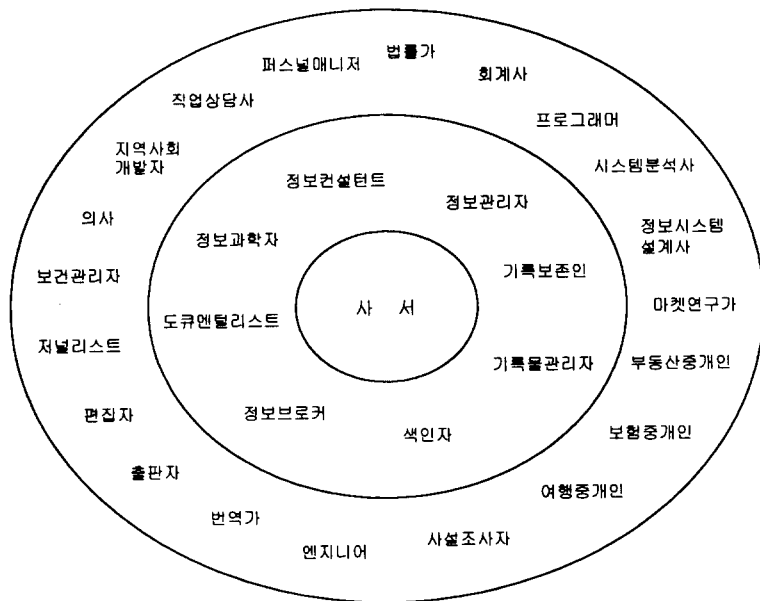 법률가
퍼스널매니저
회계사
직업상담사
프로그래머
지역사회
개발자
시스템분석사
정보컨설턴트
정보관리자
의사
정보시스템
설계사
정보과학자
보건관리자
기록보존인
사 서
마켓연구가
도큐멘털리스트
저널리스트
기록물관리자
부동산중개인
편집자
정보브로커
색인자
보험중개인
출판자
여행중개인
번역가
엔지니어
사설조사자